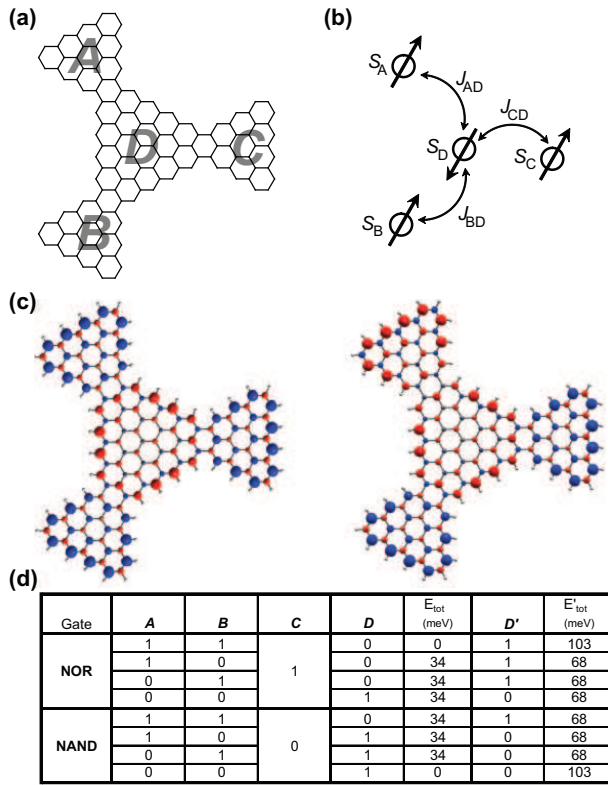 (a)
A
D
C
B
(b)
S_A
J_AD
J_CD
S_D
S_C
S_B
J_BD
(c)
(d)
Gate A B C D E_tot (meV) D' E'_tot (meV)
NOR 1 1 1 0 0 1 103
1 0 0 34 1 68
0 1 0 34 1 68
0 0 1 34 0 68
NAND 1 1 0 0 34 1 68
1 0 1 34 0 68
0 1 1 34 0 68
0 0 1 0 0 103